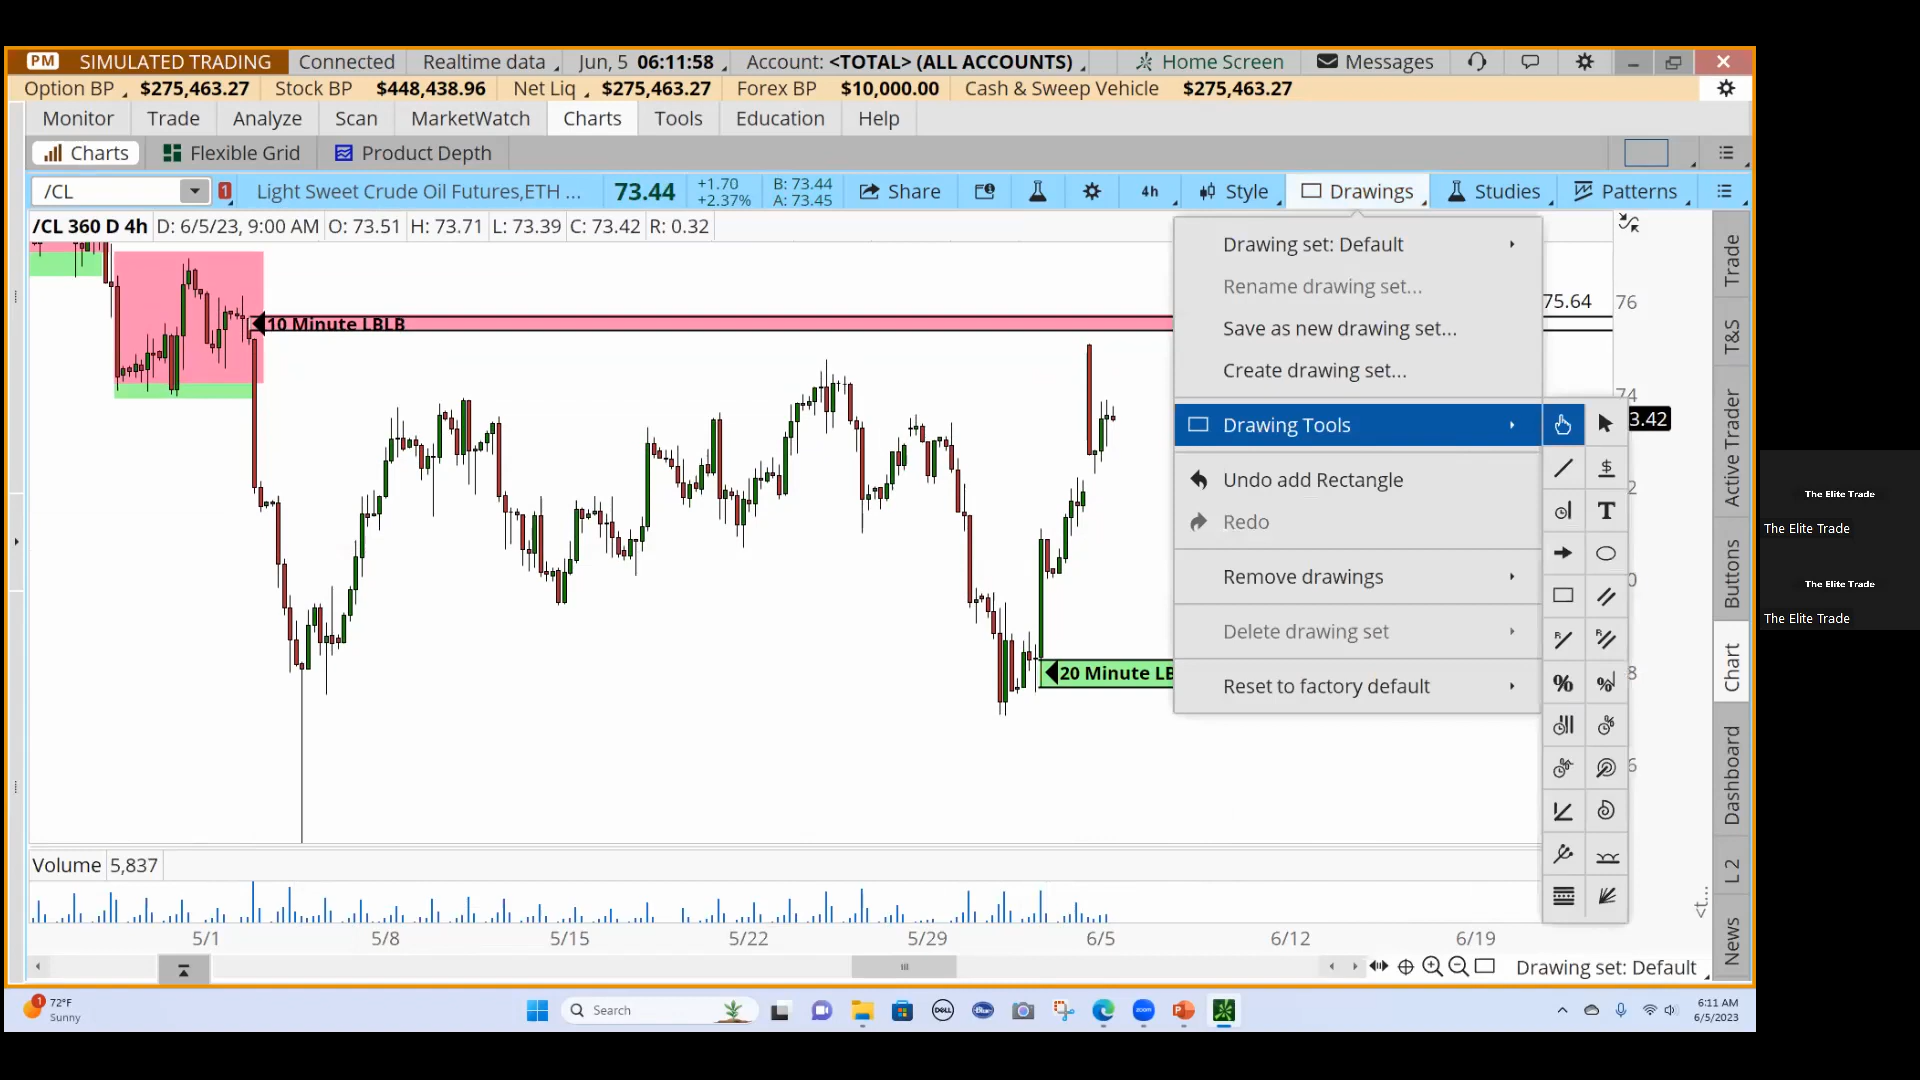 PM SIMULATED TRADING Connected Realtime data Jun, 5 06:11:58 Account: <TOTAL> (ALL ACCOUNTS) Home Screen Messages
Option BP $275,463.27 Stock BP $448,438.96 Net Liq $275,463.27 Forex BP $10,000.00 Cash & Sweep Vehicle $275,463.27
Monitor Trade Analyze Scan MarketWatch Charts Tools Education Help
Charts Flexible Grid Product Depth
/CL 1 Light Sweet Crude Oil Futures,ETH ... 73.44 +1.70 +2.37% B: 73.44 A: 73.45 Share 4h Style Drawings Studies Patterns
/CL 360 D 4h D: 6/5/23, 9:00 AM O: 73.51 H: 73.71 L: 73.39 C: 73.42 R: 0.32
Drawing set: Default
Rename drawing set...
Save as new drawing set...
Create drawing set...
Drawing Tools
Undo add Rectangle
Redo
Remove drawings
Delete drawing set
Reset to factory default
10 Minute LBLB
20 Minute LB
75.64
76
74
3.42
2
0
8
6
Trade
T&S
Active Trader
Buttons
Chart
Dashboard
L 2
News
<t...
The Elite Trade
The Elite Trade
The Elite Trade
The Elite Trade
Volume 5,837
5/1 5/8 5/15 5/22 5/29 6/5 6/12 6/19
Drawing set: Default
1 72°F
Sunny
Search
DELL
zoom
6:11 AM
6/5/2023